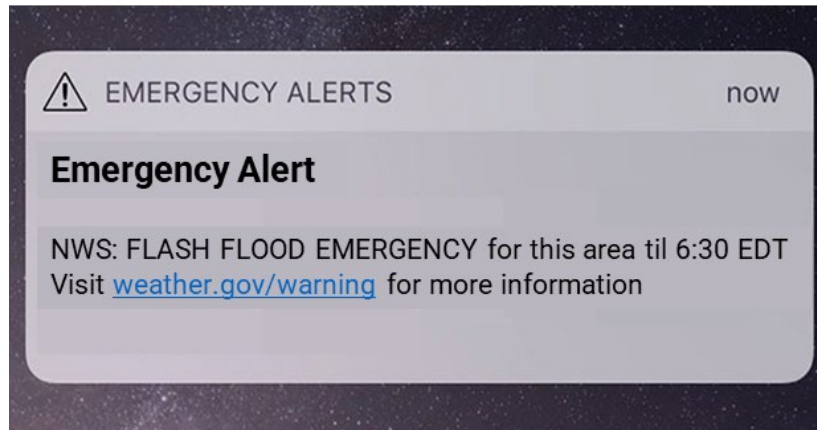 EMERGENCY ALERTS now
Emergency Alert
NWS: FLASH FLOOD EMERGENCY for this area til 6:30 EDT
Visit weather.gov/warning for more information